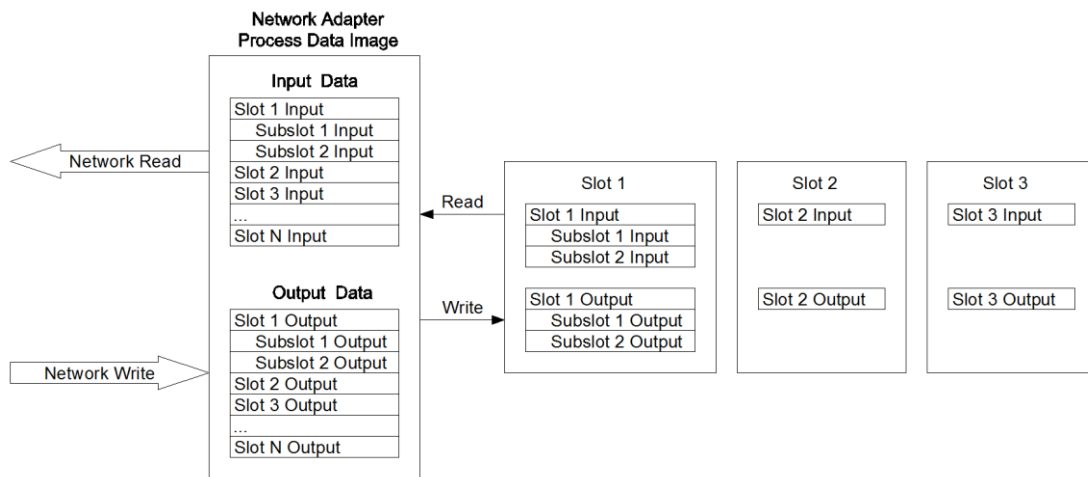 Network Adapter
Process Data Image
Input Data
Slot 1 Input
Subslot 1 Input
Subslot 2 Input
Slot 2 Input
Slot 3 Input
...
Slot N Input
Network Read
Output Data
Slot 1 Output
Subslot 1 Output
Subslot 2 Output
Slot 2 Output
Slot 3 Output
...
Slot N Output
Network Write
Read
Write
Slot 1
Slot 1 Input
Subslot 1 Input
Subslot 2 Input
Slot 1 Output
Subslot 1 Output
Subslot 2 Output
Slot 2
Slot 2 Input
Slot 2 Output
Slot 3
Slot 3 Input
Slot 3 Output